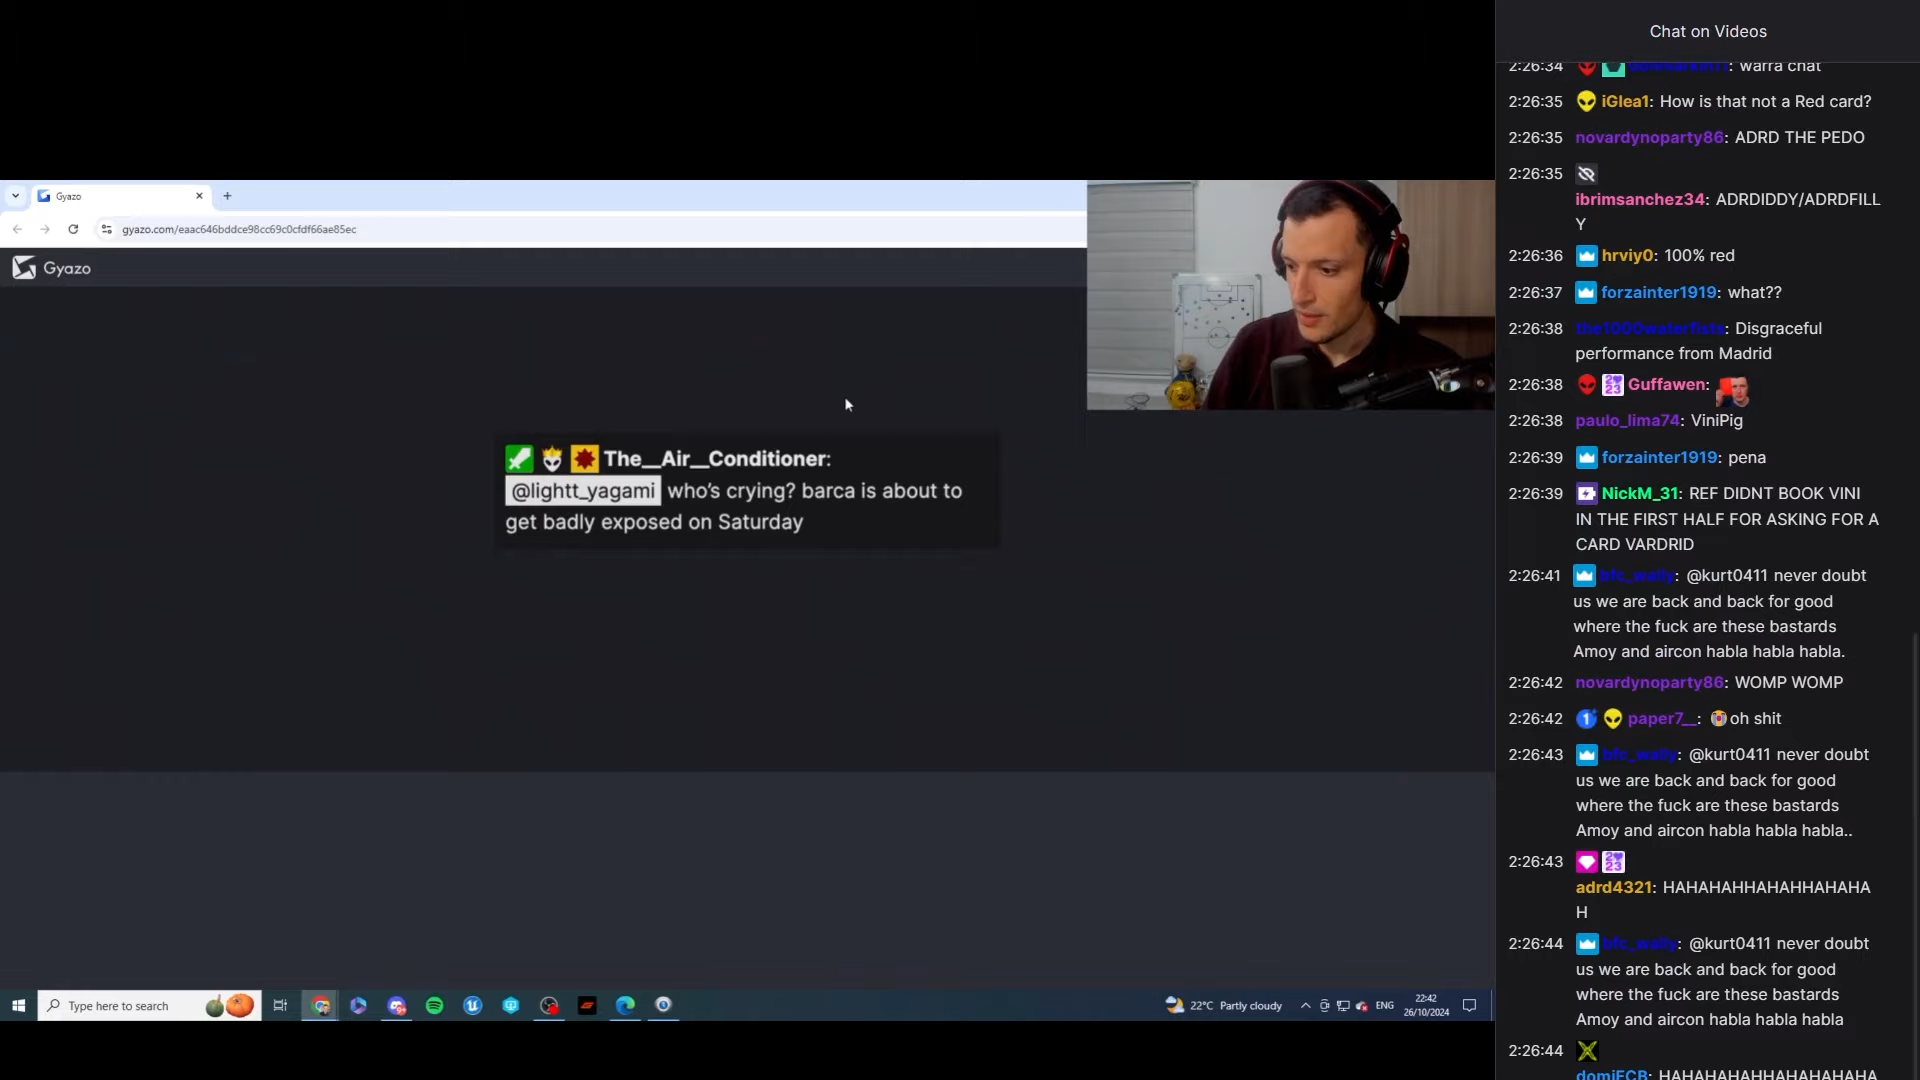 Chat on Videos
2:26:34 warra chat
2:26:35 iGlea1: How is that not a Red card?
2:26:35 novardynoparty86: ADRD THE PEDO
2:26:35
ibrimsanchez34: ADRDIDDY/ADRDFILL
Y
2:26:36 hrviy0: 100% red
2:26:37 forzainter1919: what??
2:26:38 the1000waterfists: Disgraceful
performance from Madrid
2:26:38 Guffawen:
2:26:38 paulo_lima74: ViniPig
2:26:39 forzainter1919: pena
2:26:39 NickM_31: REF DIDNT BOOK VINI
IN THE FIRST HALF FOR ASKING FOR A
CARD VARDRID
2:26:41 bfc_wally: @kurt0411 never doubt
us we are back and back for good
where the fuck are these bastards
Amoy and aircon habla habla habla.
2:26:42 novardynoparty86: WOMP WOMP
2:26:42 paper7__: oh shit
2:26:43 bfc_wally: @kurt0411 never doubt
us we are back and back for good
where the fuck are these bastards
Amoy and aircon habla habla habla..
2:26:43
adrd4321: HAHAHAHHAHAHHAHAHA
H
2:26:44 bfc_wally: @kurt0411 never doubt
us we are back and back for good
where the fuck are these bastards
Amoy and aircon habla habla habla
2:26:44
domiFCB: HAHAHAHHAHAHAHAHA
Gyazo
gyazo.com/eaac646bddce98cc69c0cfdf66ae85ec
Gyazo
The__Air__Conditioner:
@lightt_yagami who's crying? barca is about to
get badly exposed on Saturday
Type here to search
22°C Partly cloudy
ENG
22:42
26/10/2024